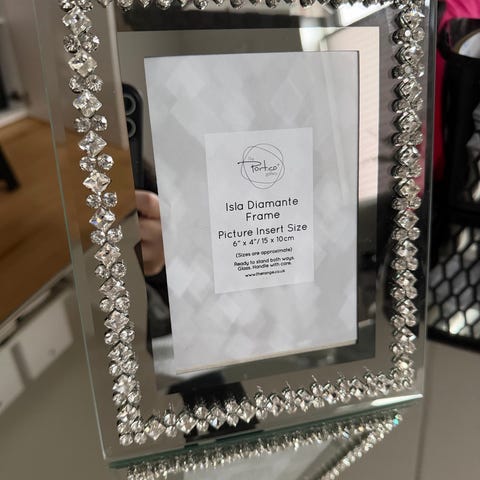 the
Portico
Isla Diamante
Frame
Picture Insert Size
6" x 4"/ 15 x 10cm
(Sizes are approximate)
Ready to stand both ways.
Glass. Handle with care.
www.therange.co.uk